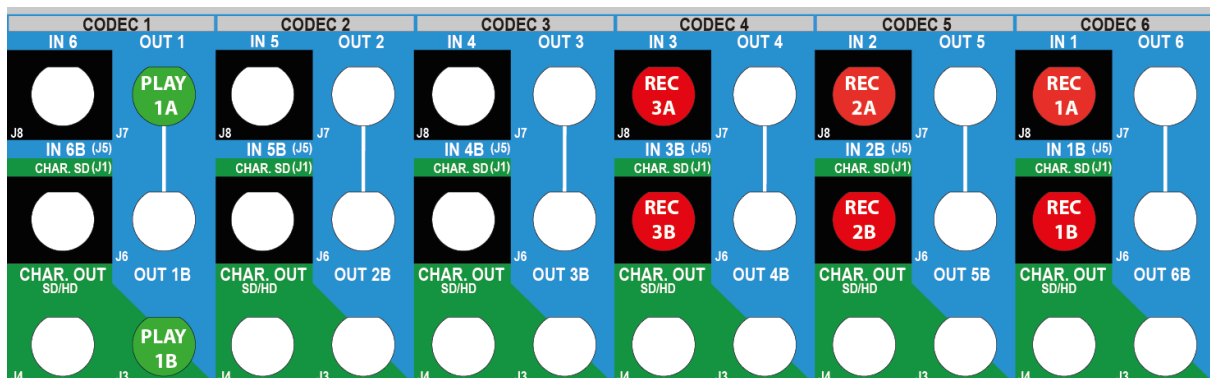 CODEC 1 CODEC 2 CODEC 3 CODEC 4 CODEC 5 CODEC 6
IN 6 OUT 1 IN 5 OUT 2 IN 4 OUT 3 IN 3 OUT 4 IN 2 OUT 5 IN 1 OUT 6
PLAY REC REC REC
1A 3A 2A 1A
J8 J7 J8 J7 J8 J7 J8 J7 J8 J7 J8 J7
IN 6B (J5) IN 5B (J5) IN 4B (J5) IN 3B (J5) IN 2B (J5) IN 1B (J5)
CHAR. SD (J1) CHAR. SD (J1) CHAR. SD (J1) CHAR. SD (J1) CHAR. SD (J1) CHAR. SD (J1)
REC REC REC
3B 2B 1B
J6 J6 J6 J6 J6 J6
CHAR. OUT OUT 1B CHAR. OUT OUT 2B CHAR. OUT OUT 3B CHAR. OUT OUT 4B CHAR. OUT OUT 5B CHAR. OUT OUT 6B
SD/HD SD/HD SD/HD SD/HD SD/HD SD/HD
PLAY
1B
J4 J3 J4 J3 J4 J3 J4 J3 J4 J3 J4 J3